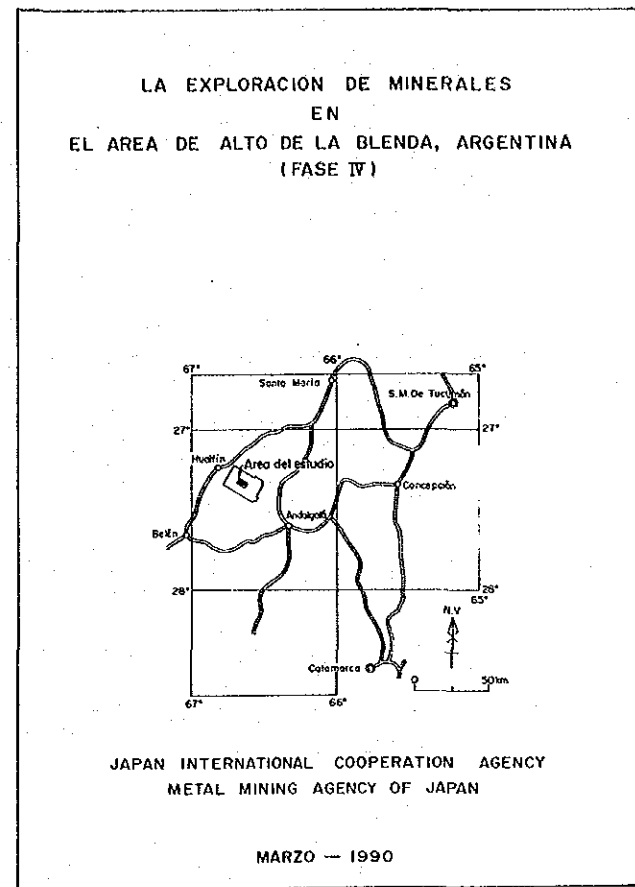 LA EXPLORACION DE MINERALES
EN
EL AREA DE ALTO DE LA BLENDA, ARGENTINA
(FASE IV)
67°
66°
65°
Santa María
S.M. De Tucumán
27°
27°
Hualfín
Area del estudio
Concepción
Andalgalá
Belén
28°
28°
65°
N.V
Catamarca
0
50km
67°
66°
JAPAN INTERNATIONAL COOPERATION AGENCY
METAL MINING AGENCY OF JAPAN
MARZO — 1990